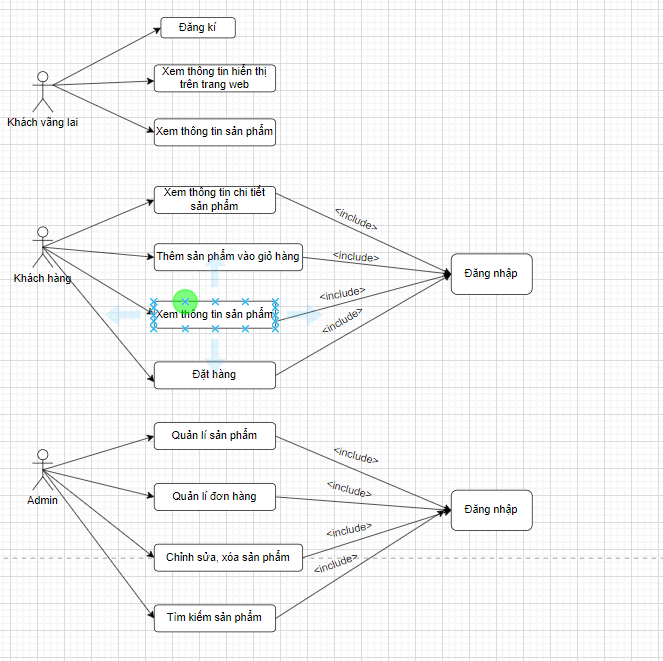 Đăng kí
Xem thông tin hiển thị
trên trang web
Khách vãng lai
Xem thông tin sản phẩm
Xem thông tin chi tiết
sản phẩm
<include>
Thêm sản phẩm vào giỏ hàng
<include>
Khách hàng
Đăng nhập
Xem thông tin sản phẩm
<include>
<include>
Đặt hàng
Quản lí sản phẩm
<include>
Admin
Quản lí đơn hàng
<include>
Đăng nhập
Chỉnh sửa, xóa sản phẩm
<include>
<include>
Tìm kiếm sản phẩm